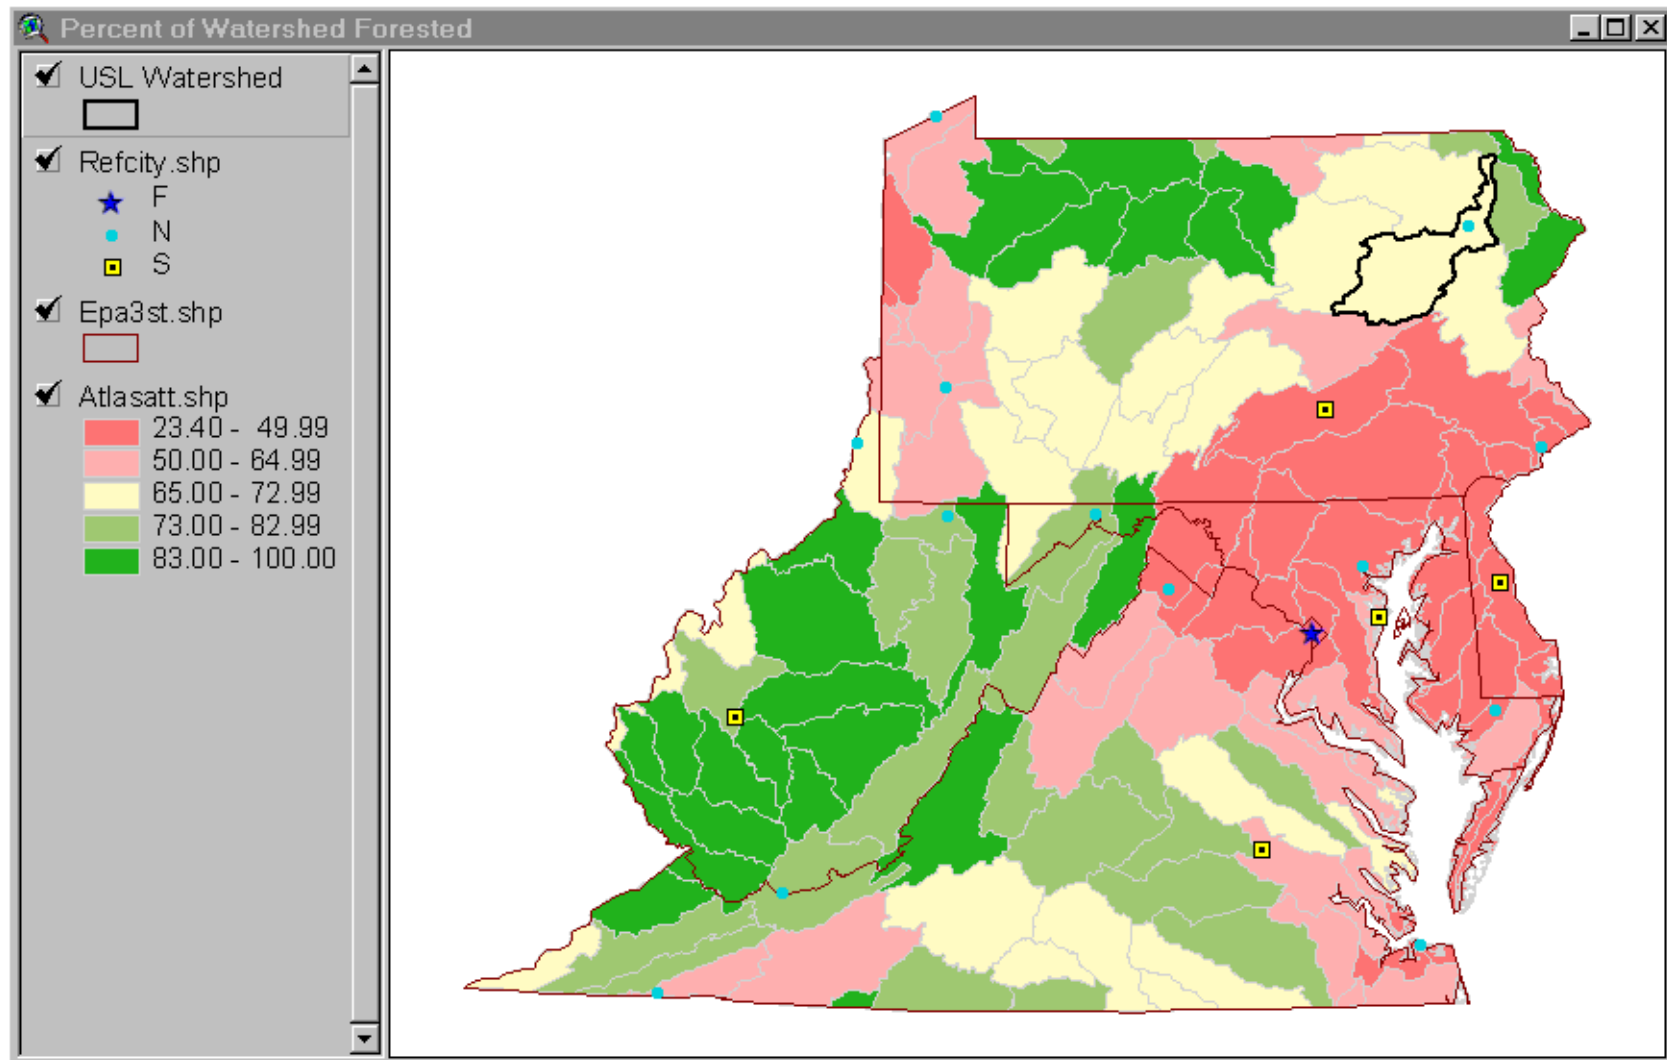 Percent of Watershed Forested
USL Watershed
Refcity.shp
F
N
S
Epa3st.shp
Atlasatt.shp
23.40 - 49.99
50.00 - 64.99
65.00 - 72.99
73.00 - 82.99
83.00 - 100.00